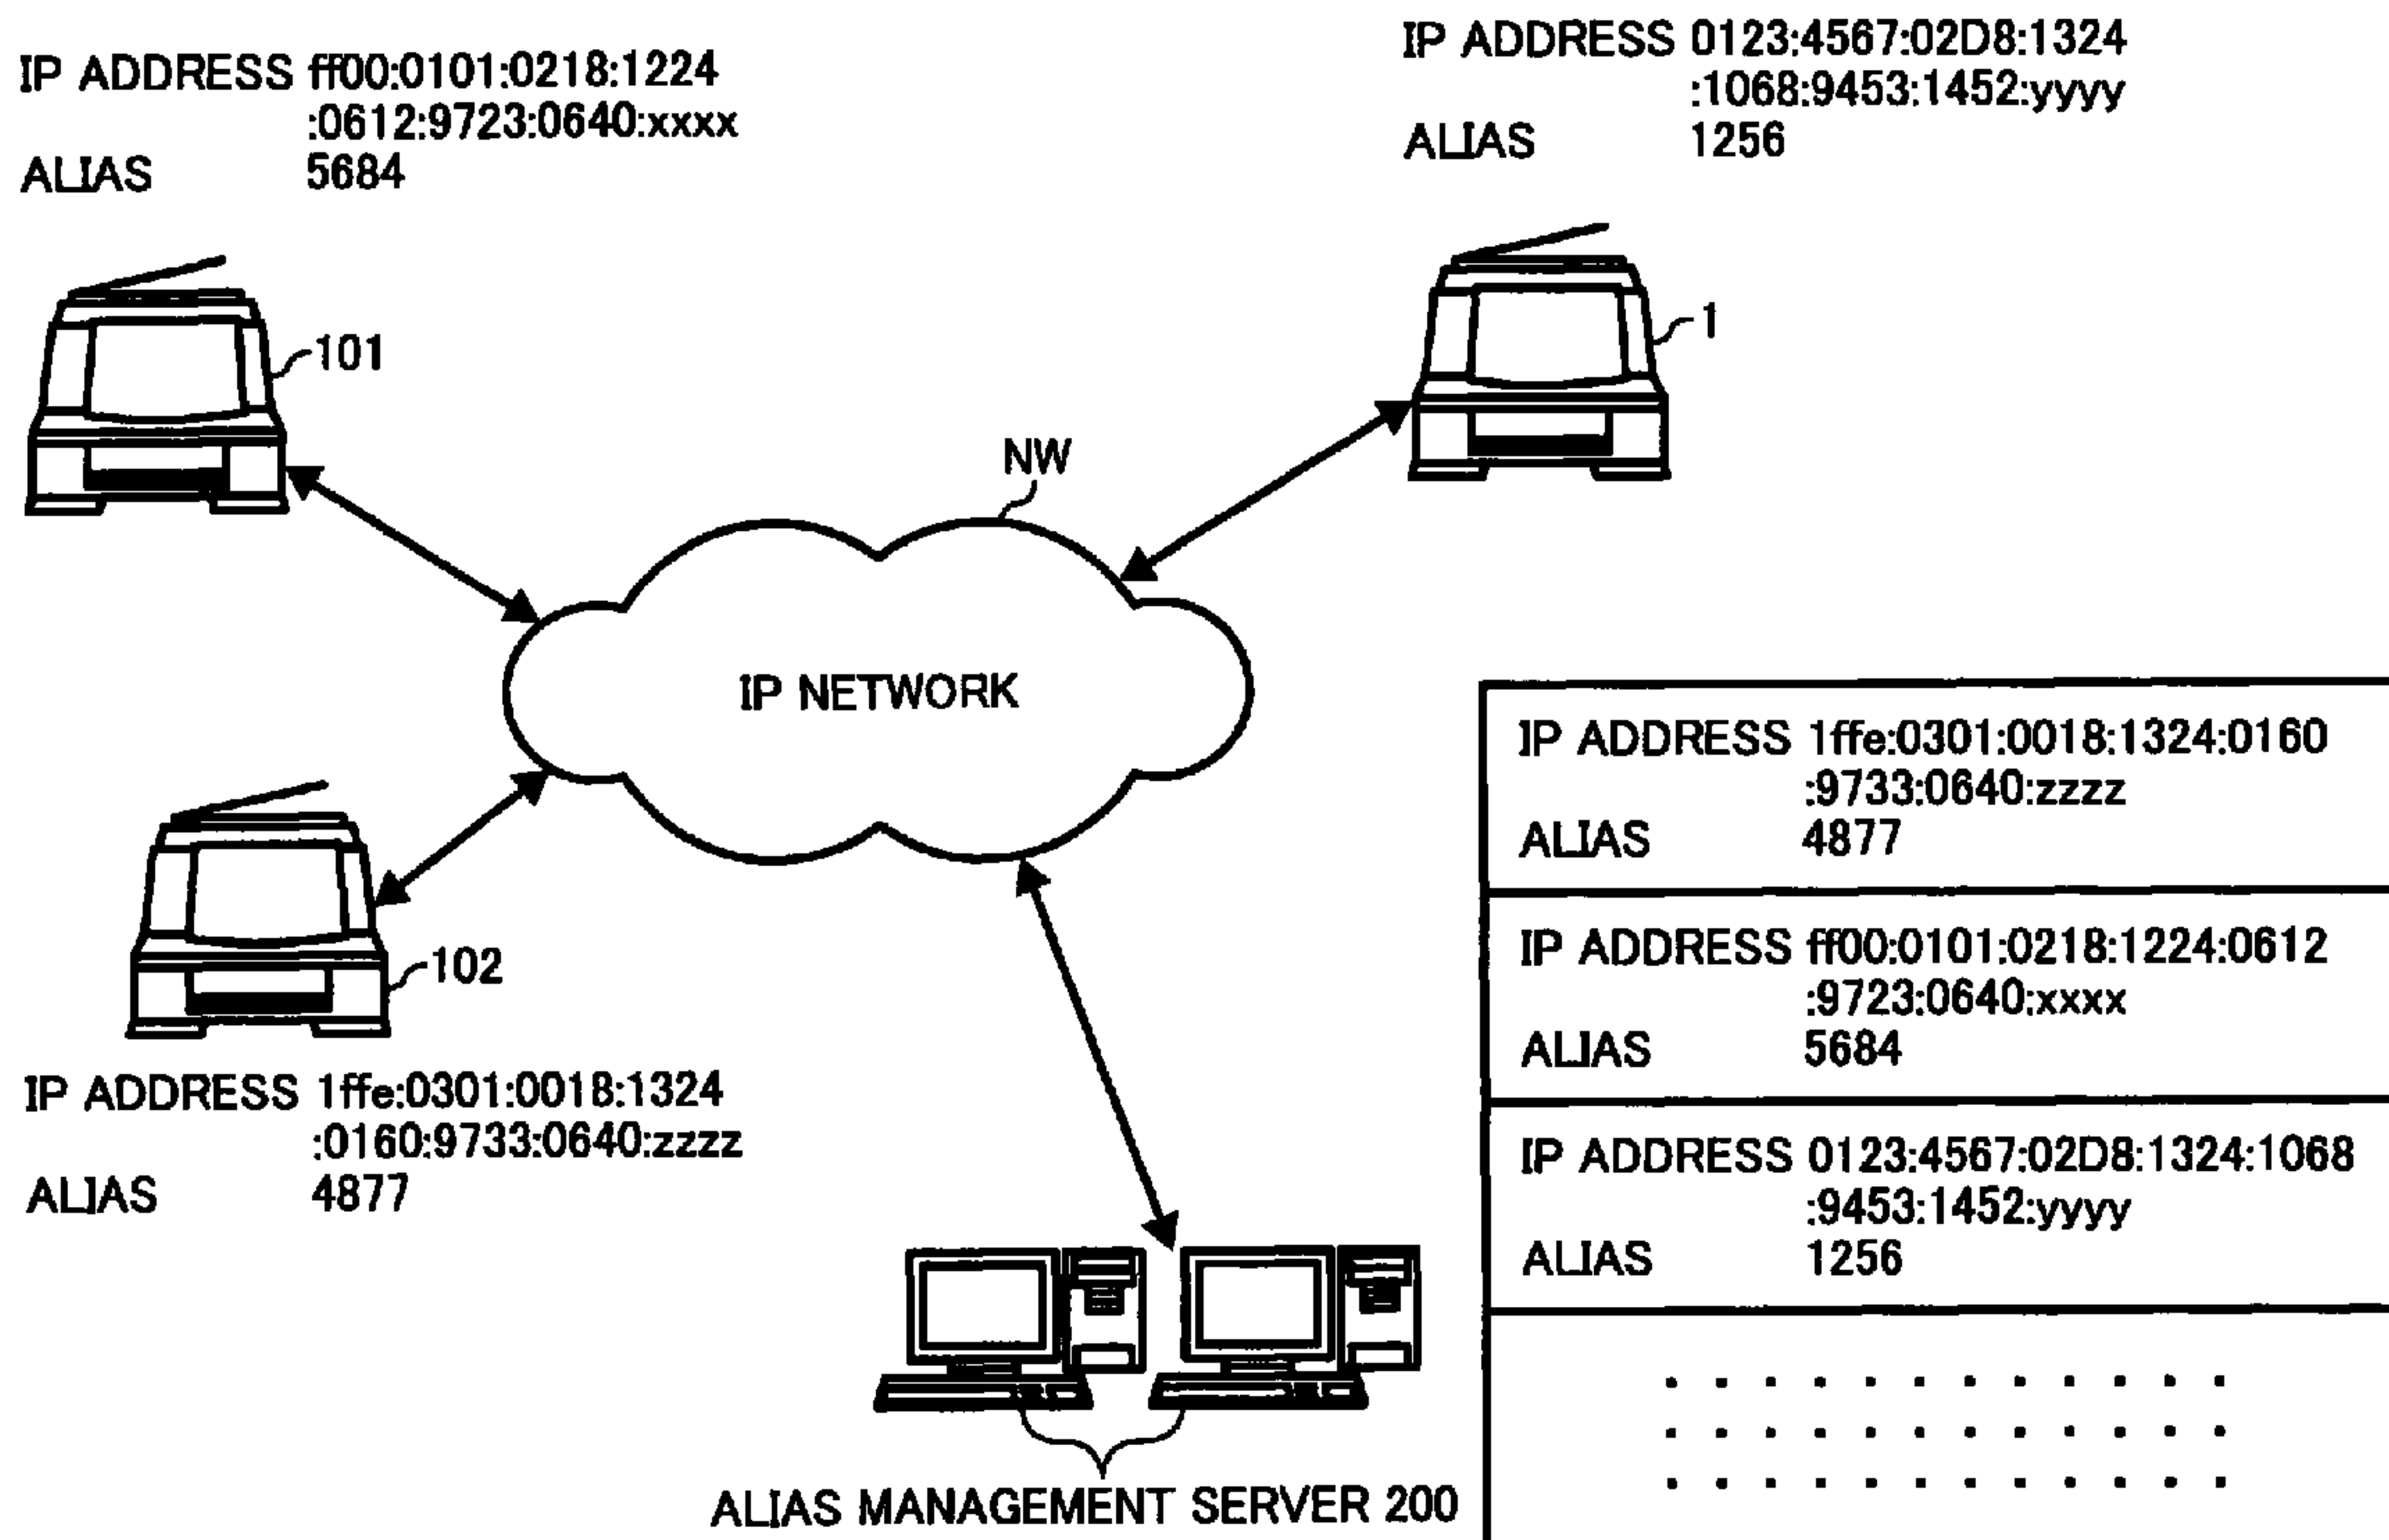 IP ADDRESS ff00:0101:0218:1224
:0612:9723:0640:xxxx
ALIAS 5684
IP ADDRESS 0123:4567:02D8:1324
:1068:9453:1452:yyyy
ALIAS 1256
101
1
NW
IP NETWORK
102
IP ADDRESS 1ffe:0301:0018:1324
:0160:9733:0640:zzzz
ALIAS 4877
IP ADDRESS 1ffe:0301:0018:1324:0160
:9733:0640:zzzz
ALIAS 4877
IP ADDRESS ff00:0101:0218:1224:0612
:9723:0640:xxxx
ALIAS 5684
IP ADDRESS 0123:4567:02D8:1324:1068
:9453:1452:yyyy
ALIAS 1256
ALIAS MANAGEMENT SERVER 200